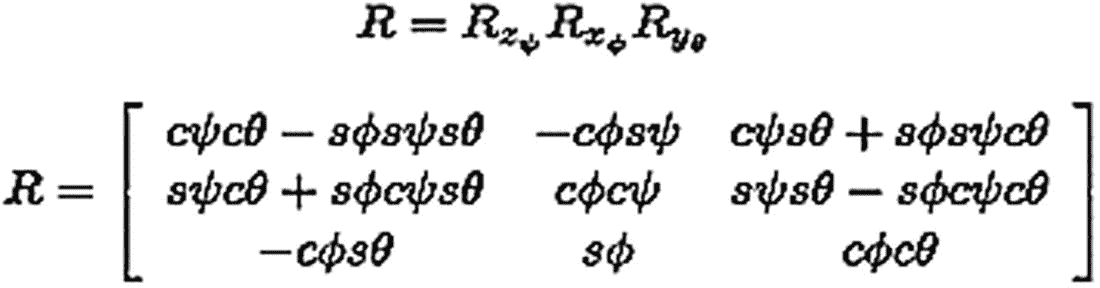 R = R_{z_ψ} R_{x_ϕ} R_{y_θ}
R = [ cψcθ − sϕsψsθ   −cϕsψ   cψsθ + sϕsψcθ
sψcθ + sϕcψsθ   cϕcψ   sψsθ − sϕcψcθ
−cϕsθ   sϕ   cϕcθ ]